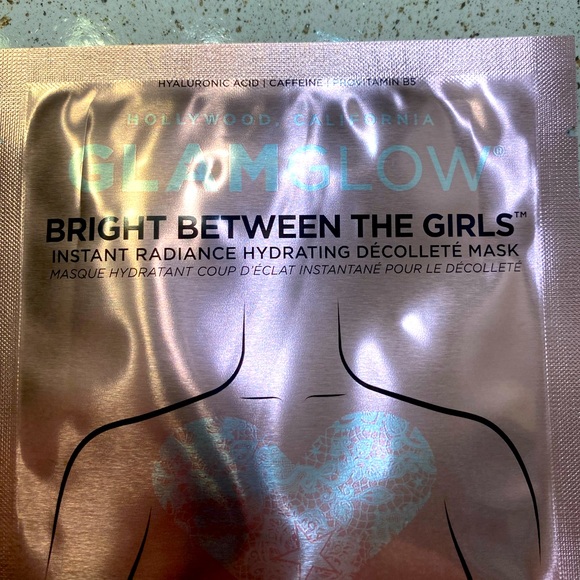 HYALURONIC ACID | CAFFEINE | PROVITAMIN B5
HOLLYWOOD, CALIFORNIA
GLAMGLOW®
BRIGHT BETWEEN THE GIRLS™
INSTANT RADIANCE HYDRATING DÉCOLLETÉ MASK
MASQUE HYDRATANT COUP D'ÉCLAT INSTANTANÉ POUR LE DÉCOLLETÉ